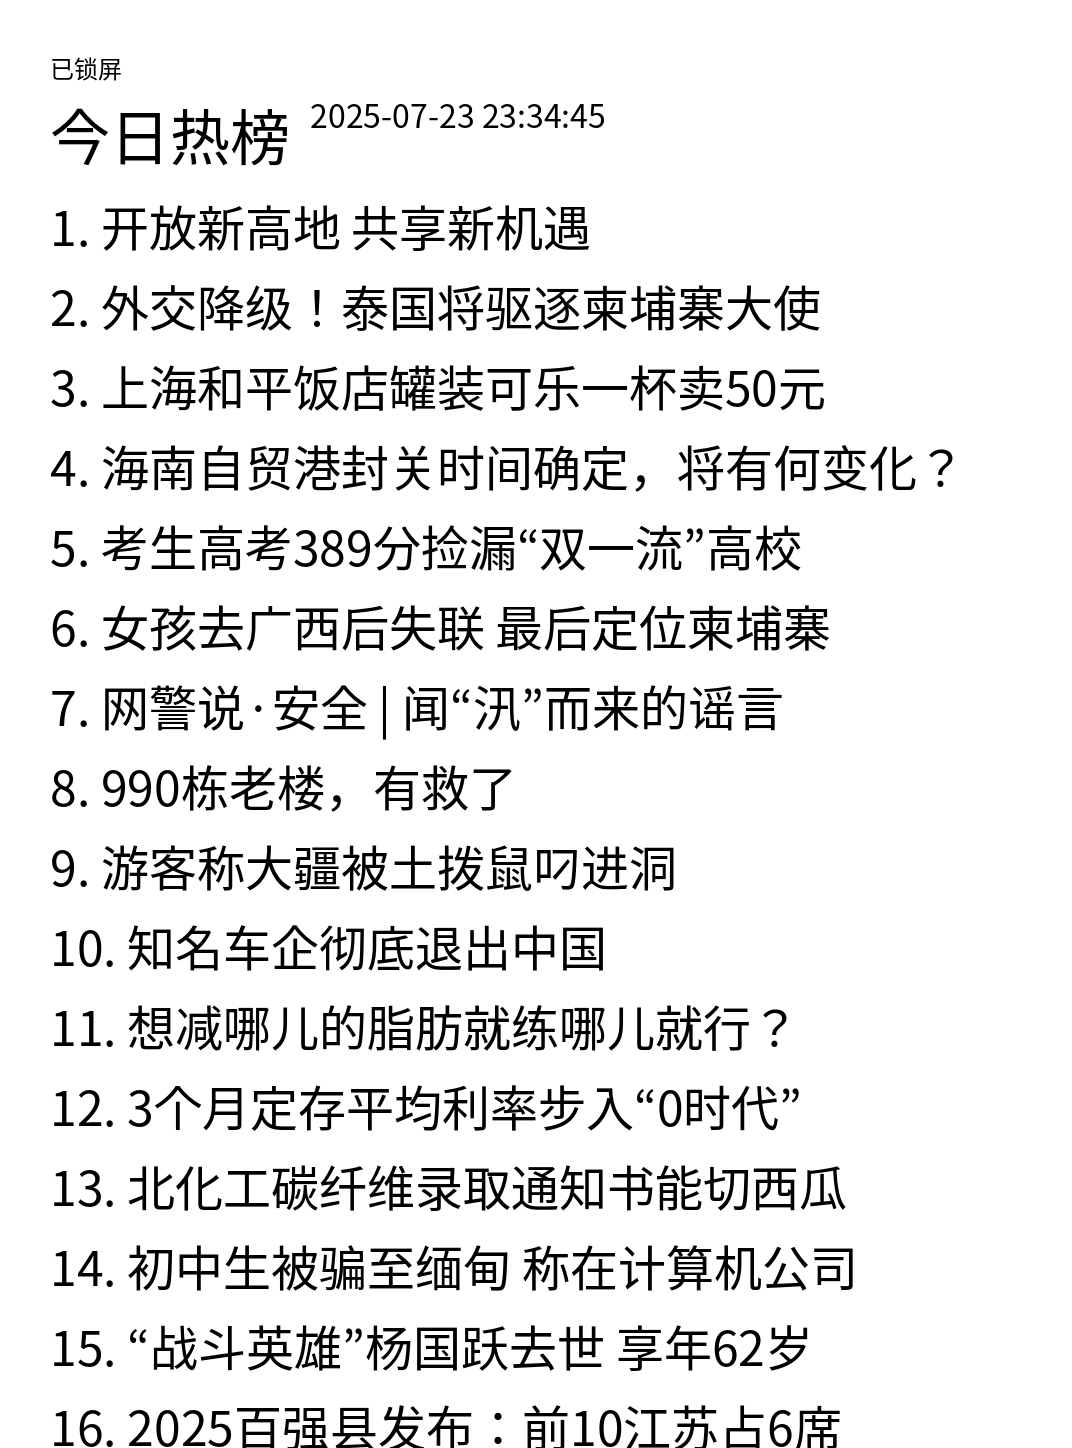 已锁屏
今日热榜 2025-07-23 23:34:45
1. 开放新高地 共享新机遇
2. 外交降级！泰国将驱逐柬埔寨大使
3. 上海和平饭店罐装可乐一杯卖50元
4. 海南自贸港封关时间确定，将有何变化？
5. 考生高考389分捡漏“双一流”高校
6. 女孩去广西后失联 最后定位柬埔寨
7. 网警说·安全 | 闻“汛”而来的谣言
8. 990栋老楼，有救了
9. 游客称大疆被土拨鼠叼进洞
10. 知名车企彻底退出中国
11. 想减哪儿的脂肪就练哪儿就行？
12. 3个月定存平均利率步入“0时代”
13. 北化工碳纤维录取通知书能切西瓜
14. 初中生被骗至缅甸 称在计算机公司
15. “战斗英雄”杨国跃去世 享年62岁
16. 2025百强县发布：前10江苏占6席